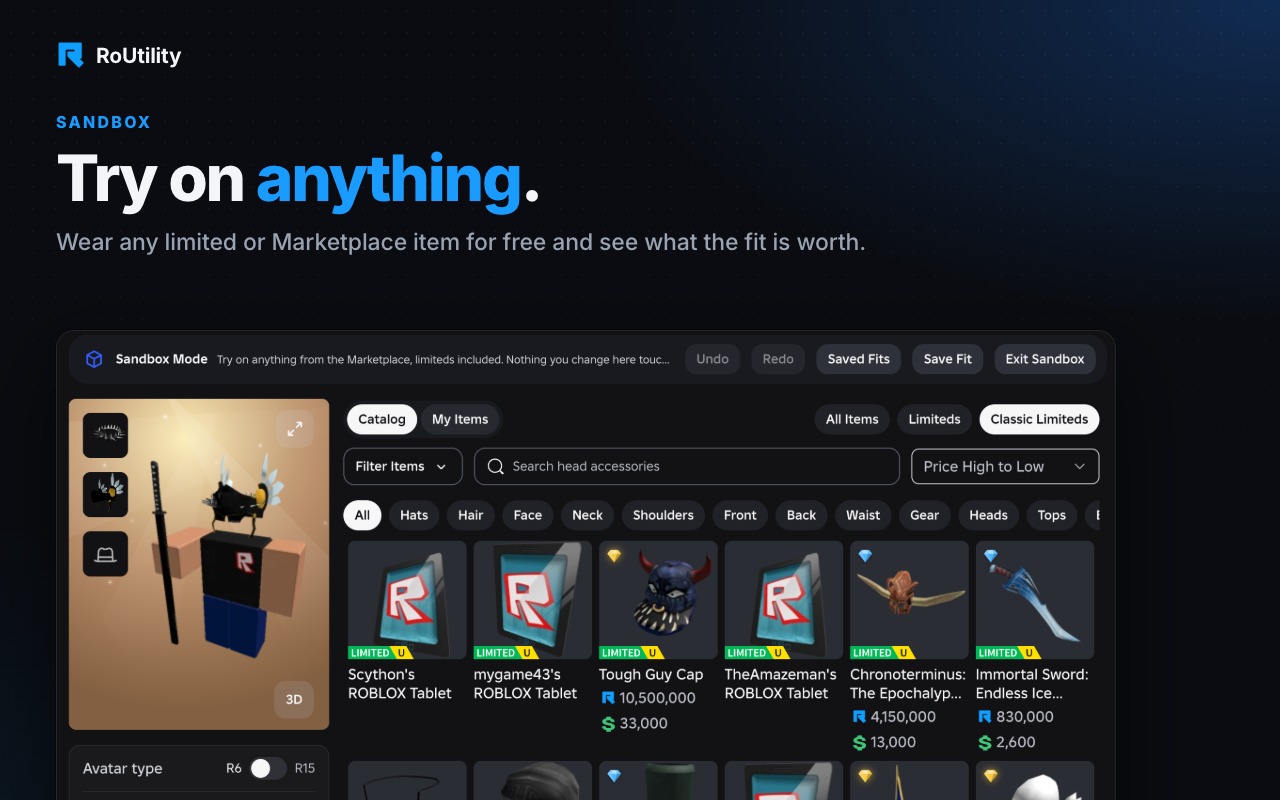 RoUtility
SANDBOX
Try on anything.
Wear any limited or Marketplace item for free and see what the fit is worth.
Sandbox Mode Try on anything from the Marketplace, limiteds included. Nothing you change here touc... Undo Redo Saved Fits Save Fit Exit Sandbox
Catalog My Items All Items Limiteds Classic Limiteds
Filter Items Search head accessories Price High to Low
All Hats Hair Face Neck Shoulders Front Back Waist Gear Heads Tops
LIMITED U LIMITED U LIMITED U LIMITED U LIMITED U LIMITED U
Scython's ROBLOX Tablet
mygame43's ROBLOX Tablet
Tough Guy Cap
10,500,000
33,000
TheAmazeman's ROBLOX Tablet
Chronoterminus: The Epochalyp...
4,150,000
13,000
Immortal Sword: Endless Ice...
830,000
2,600
3D
Avatar type R6 R15